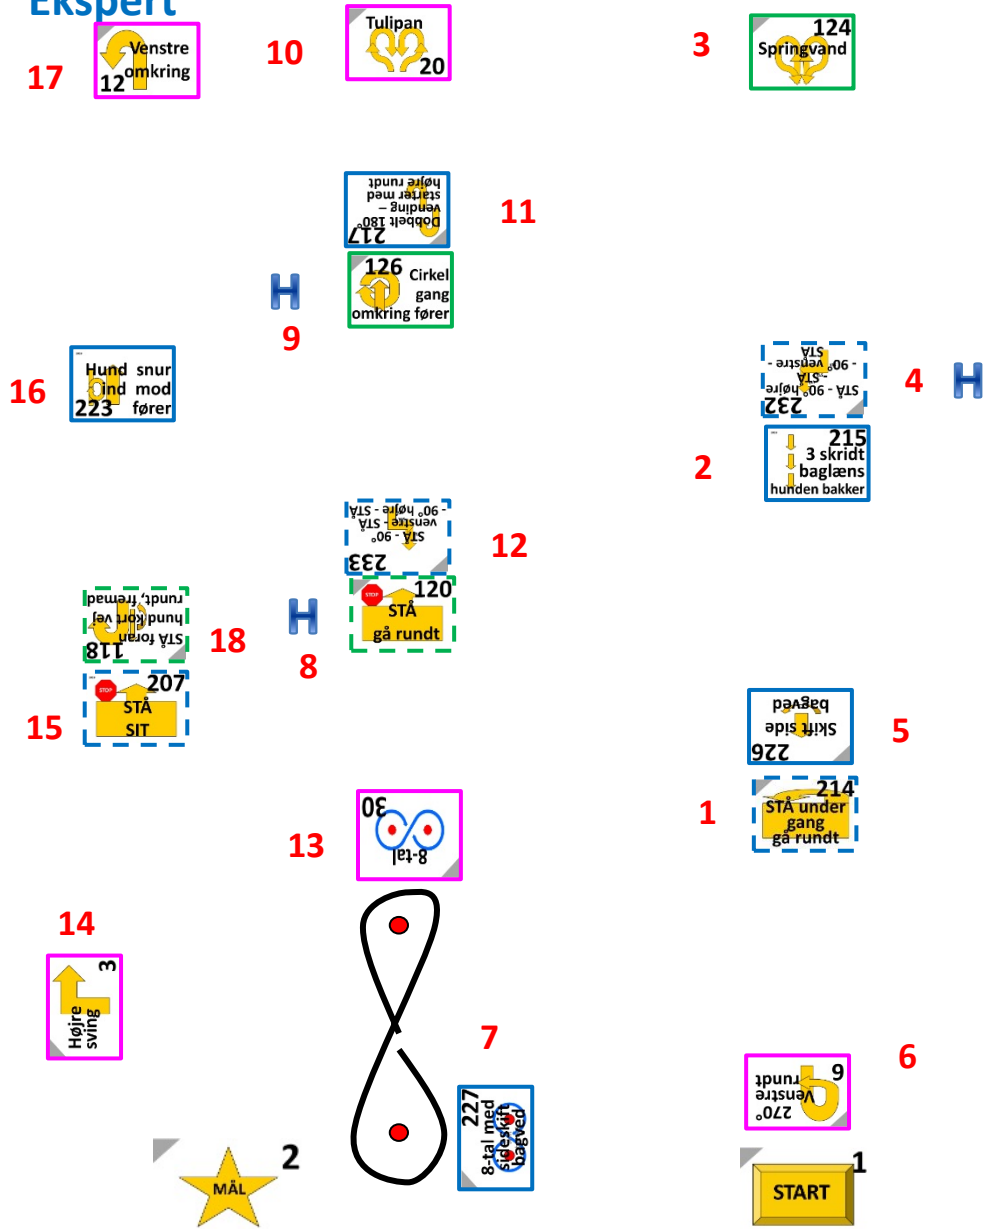 Ekspert
17
Venstre
omkring
12
10
Tulipan
20
3
124
Springvand
Dobbelt 180°
vending –
starter med
højre rundt
217
11
H
9
126
Cirkel
gang
omkring fører
16
Hund snur
ind mod
fører
223
STÅ - 90° højre
- STÅ
- 90° venstre -
STÅ
232
4
H
2
215
3 skridt
baglæns
hunden bakker
STÅ - 90°
venstre - STÅ
- 90° højre - STÅ
233
12
H
8
STOP
120
STÅ
gå rundt
STÅ foran
hund kort vej
rundt, fremad
118
18
15
STOP
207
STÅ
SIT
Skift side
bagved
226
5
1
214
STÅ under
gang
gå rundt
13
8-tal
30
14
3
Højre
sving
7
227
8-tal med
sideskift
bagved
6
270°
Venstre
rundt
9
2
MÅL
1
START